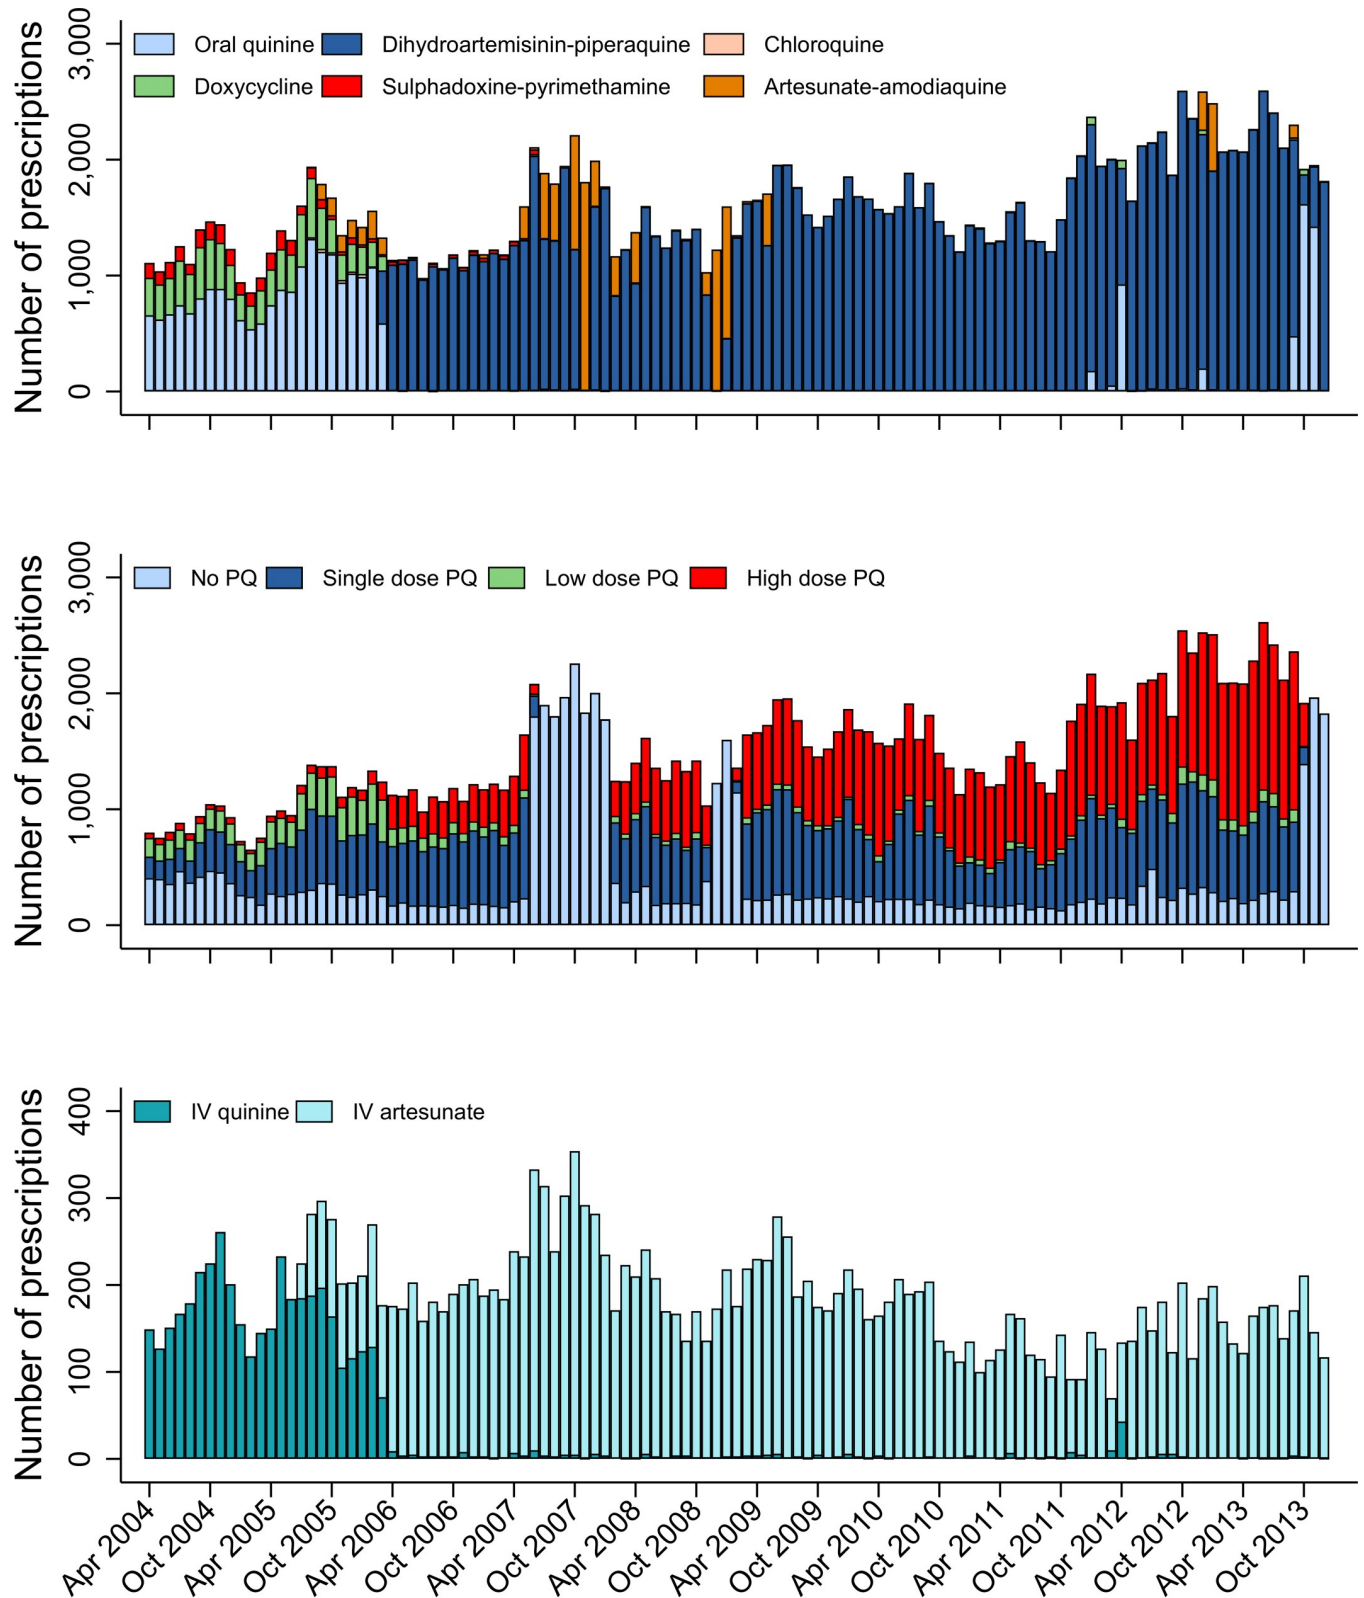 Number of prescriptions
3,000
2,000
1,000
0
Oral quinine Dihydroartemisinin-piperaquine Chloroquine
Doxycycline Sulphadoxine-pyrimethamine Artesunate-amodiaquine
Number of prescriptions
3,000
2,000
1,000
0
No PQ Single dose PQ Low dose PQ High dose PQ
Number of prescriptions
400
300
200
100
0
IV quinine IV artesunate
Apr 2004
Oct 2004
Apr 2005
Oct 2005
Apr 2006
Oct 2006
Apr 2007
Oct 2007
Apr 2008
Oct 2008
Apr 2009
Oct 2009
Apr 2010
Oct 2010
Apr 2011
Oct 2011
Apr 2012
Oct 2012
Apr 2013
Oct 2013